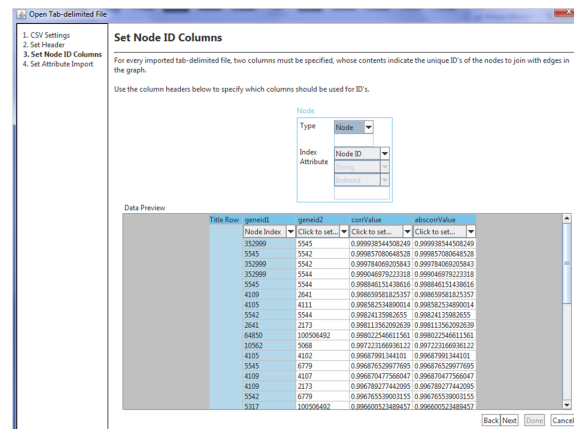 Open Tab-delimited File
1. CSV Settings
2. Set Header
3. Set Node ID Columns
4. Set Attribute Import
Set Node ID Columns
For every imported tab-delimited file, two columns must be specified, whose contents indicate the unique ID's of the nodes to join with edges in
the graph.
Use the column headers below to specify which columns should be used for ID's.
Node
Type Node
Index Node ID
Attribute
String
Indexed
Data Preview
Title Row geneid1 geneid2 corrValue abscorrValue
Node Index Click to set... Click to set... Click to set...
352999 5545 0.999938544508249 0.999938544508249
5545 5542 0.999857080648528 0.999857080648528
352999 5542 0.999784069205843 0.999784069205843
352999 5544 0.999046979223318 0.999046979223318
5545 5544 0.998846151438616 0.998846151438616
4109 2641 0.998659581825357 0.998659581825357
4105 4111 0.998582534890014 0.998582534890014
5542 5544 0.99824135982655 0.99824135982655
2641 2173 0.998113562092639 0.998113562092639
64850 100506492 0.998022546611561 0.998022546611561
10562 5068 0.997223166936122 0.997223166936122
4105 4102 0.99687991344101 0.99687991344101
5545 6779 0.996876529977695 0.996876529977695
4109 4107 0.996870477566047 0.996870477566047
4109 2173 0.996789277442095 0.996789277442095
5542 6779 0.996765539003155 0.996765539003155
5317 100506492 0.996600523489457 0.996600523489457
Back Next Done Cancel